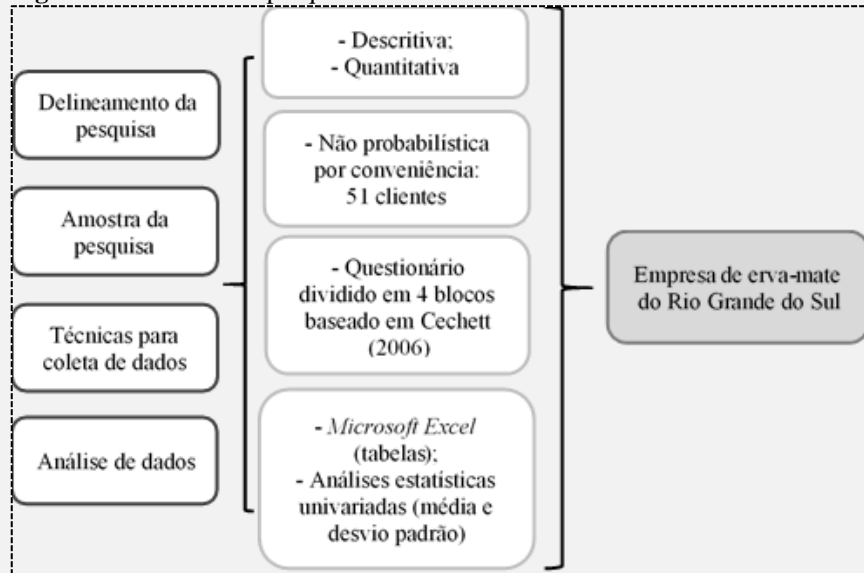 Delineamento da
pesquisa
Amostra da
pesquisa
Técnicas para
coleta de dados
Análise de dados
- Descritiva;
- Quantitativa
- Não probabilística
por conveniência:
51 clientes
- Questionário
dividido em 4 blocos
baseado em Cechett
(2006)
- Microsoft Excel
(tabelas);
- Análises estatísticas
univariadas (média e
desvio padrão)
Empresa de erva-mate
do Rio Grande do Sul